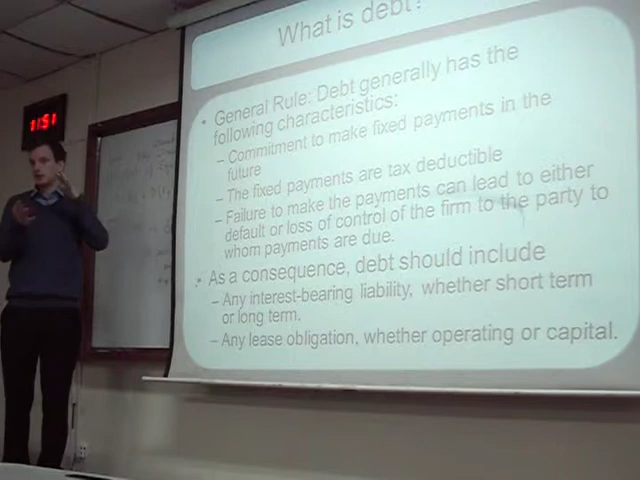 What is debt?
11:51
• General Rule: Debt generally has the
following characteristics:
– Commitment to make fixed payments in the
future
– The fixed payments are tax deductible
– Failure to make the payments can lead to either
default or loss of control of the firm to the party to
whom payments are due.
• As a consequence, debt should include
– Any interest-bearing liability, whether short term
or long term.
– Any lease obligation, whether operating or capital.